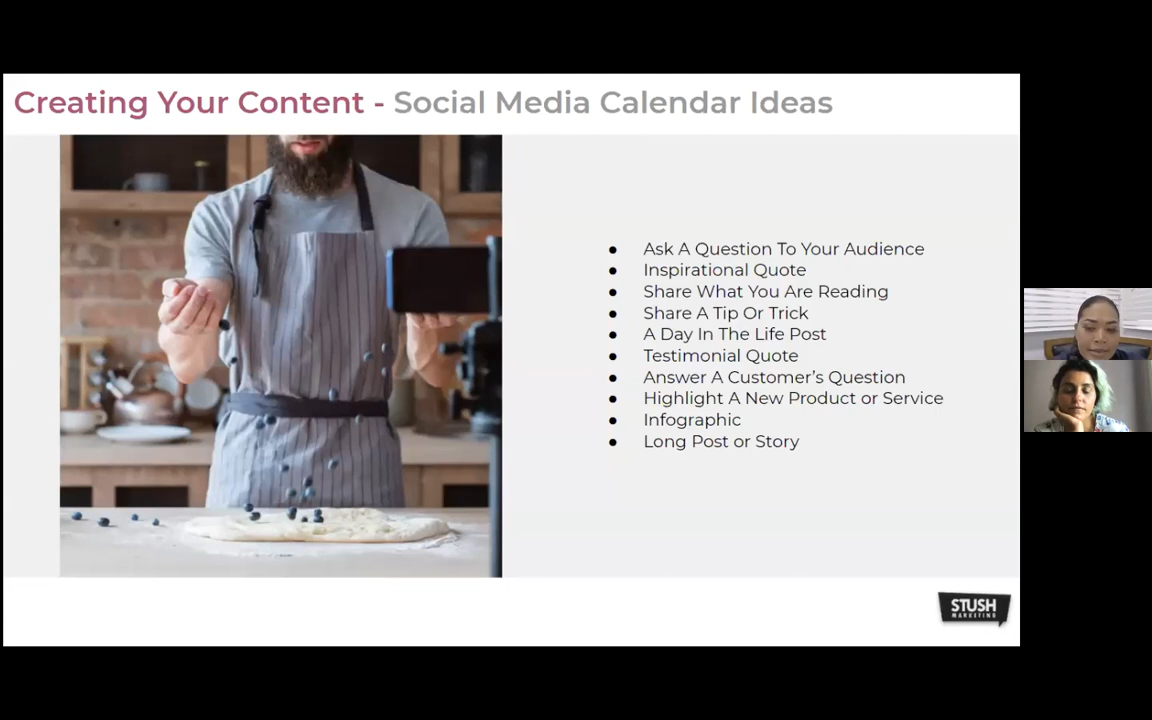 Creating Your Content - Social Media Calendar Ideas
● Ask A Question To Your Audience
● Inspirational Quote
● Share What You Are Reading
● Share A Tip Or Trick
● A Day In The Life Post
● Testimonial Quote
● Answer A Customer’s Question
● Highlight A New Product or Service
● Infographic
● Long Post or Story
STUSH
MARKETING